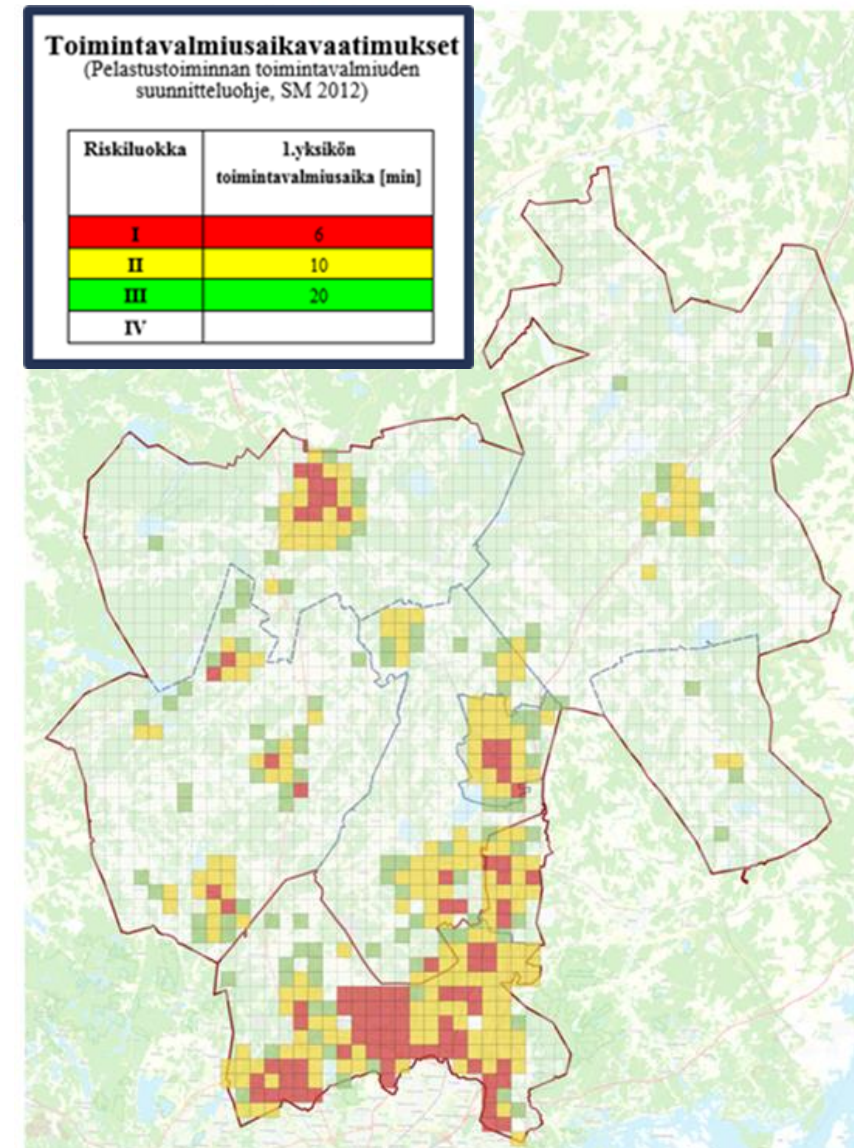 Toimintavalmiusaikavaatimukset
(Pelastustoiminnan toimintavalmiuden
suunnitteluohje, SM 2012)
Riskiluokka
1.yksikön
toimintavalmiusaika [min]
I 6
II 10
III 20
IV